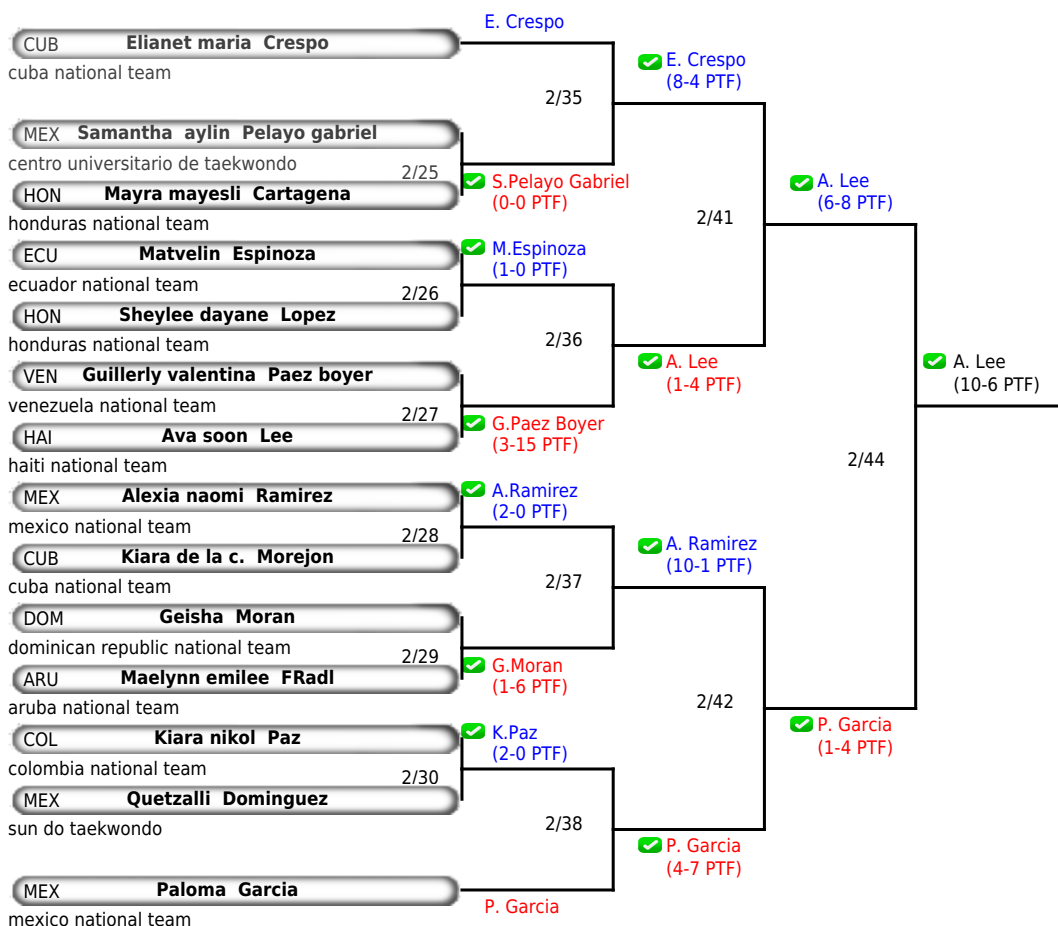 E. Crespo
CUB Elianet maria Crespo
cuba national team
E. Crespo
(8-4 PTF)
2/35
MEX Samantha aylin Pelayo gabriel
centro universitario de taekwondo
2/25
S.Pelayo Gabriel
(0-0 PTF)
HON Mayra mayesli Cartagena
honduras national team
A. Lee
(6-8 PTF)
2/41
ECU Matvelin Espinoza
ecuador national team
M.Espinoza
(1-0 PTF)
2/26
HON Sheylee dayane Lopez
honduras national team
2/36
A. Lee
(1-4 PTF)
A. Lee
(10-6 PTF)
VEN Guillerly valentina Paez boyer
venezuela national team
2/27
G.Paez Boyer
(3-15 PTF)
HAI Ava soon Lee
haiti national team
2/44
MEX Alexia naomi Ramirez
mexico national team
A.Ramirez
(2-0 PTF)
2/28
CUB Kiara de la c. Morejon
cuba national team
A. Ramirez
(10-1 PTF)
2/37
DOM Geisha Moran
dominican republic national team
2/29
G.Moran
(1-6 PTF)
ARU Maelynn emilee FRadl
aruba national team
2/42
COL Kiara nikol Paz
colombia national team
K.Paz
(2-0 PTF)
P. Garcia
(1-4 PTF)
2/30
MEX Quetzalli Dominguez
sun do taekwondo
2/38
P. Garcia
(4-7 PTF)
MEX Paloma Garcia
mexico national team
P. Garcia